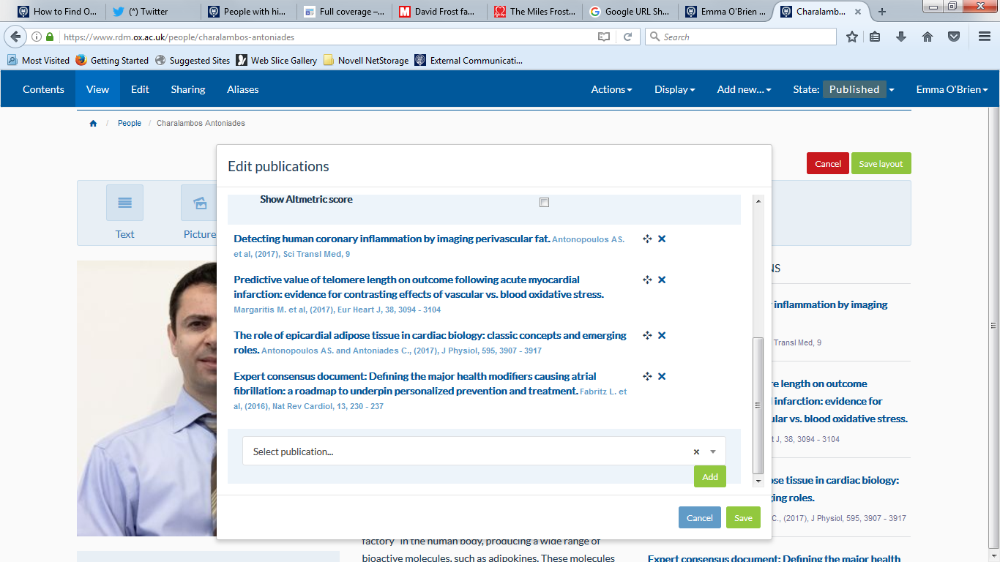 How to Find O...
(*) Twitter
People with hi...
Full coverage –...
David Frost fa...
The Miles Frost...
Google URL Sh...
Emma O'Brien ...
Charalamb...
https://www.rdm.ox.ac.uk/people/charalambos-antoniades
Search
Most Visited
Getting Started
Suggested Sites
Web Slice Gallery
Novell NetStorage
External Communicati...
Contents
View
Edit
Sharing
Aliases
Actions
Display
Add new...
State: Published
Emma O'Brien
/ People / Charalambos Antoniades
Cancel
Save layout
Text
Picture
Edit publications
Show Altmetric score
Detecting human coronary inflammation by imaging perivascular fat. Antonopoulos AS.
et al, (2017), Sci Transl Med, 9
Predictive value of telomere length on outcome following acute myocardial
infarction: evidence for contrasting effects of vascular vs. blood oxidative stress.
Margaritis M. et al, (2017), Eur Heart J, 38, 3094 - 3104
The role of epicardial adipose tissue in cardiac biology: classic concepts and emerging
roles. Antonopoulos AS. and Antoniades C., (2017), J Physiol, 595, 3907 - 3917
Expert consensus document: Defining the major health modifiers causing atrial
fibrillation: a roadmap to underpin personalized prevention and treatment. Fabritz L. et
al, (2016), Nat Rev Cardiol, 13, 230 - 237
Select publication...
Add
Cancel
Save
NS
inflammation by imaging
Transl Med, 9
re length on outcome
infarction: evidence for
ular vs. blood oxidative stress.
J, 38, 3094 - 3104
ose tissue in cardiac biology:
ging roles.
C., (2017), J Physiol, 595, 3907 - 3917
Expert consensus document: Defining the major health
factory" in the human body, producing a wide range of
bioactive molecules, such as adipokines. These molecules